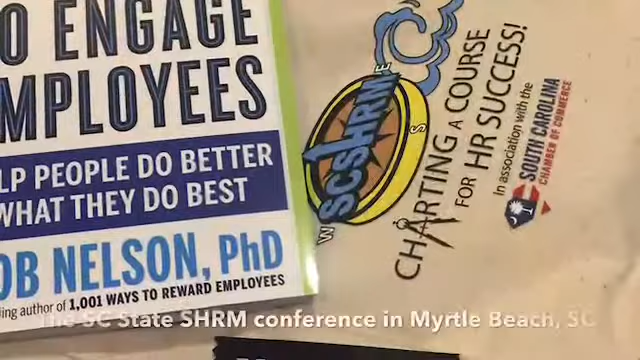 O ENGAGE
MPLOYEES
LP PEOPLE DO BETTER
WHAT THEY DO BEST
OB NELSON, PhD
ing author of 1,001 WAYS TO REWARD EMPLOYEES
W
E
S
SCSHRM
CHARTING A COURSE
FOR HR SUCCESS!
In association with the
SOUTH CAROLINA
CHAMBER OF COMMERCE
The SC State SHRM conference in Myrtle Beach, SC